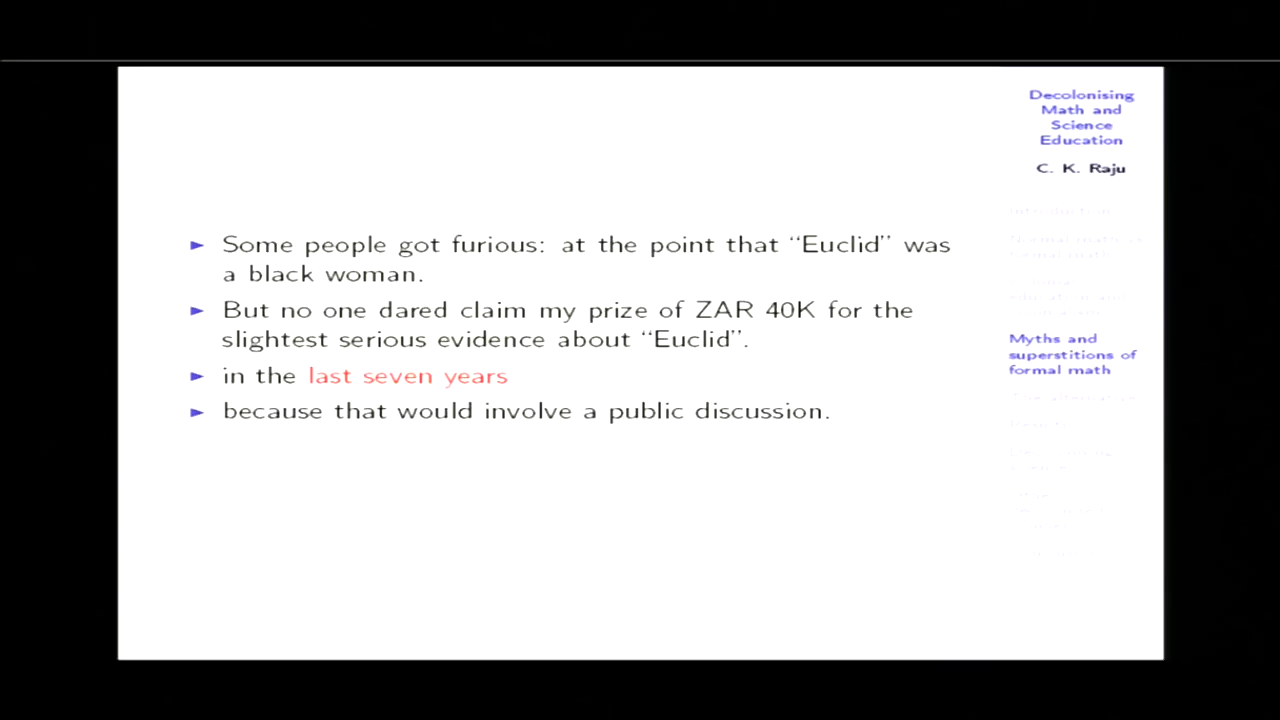 Some people got furious: at the point that “Euclid” was
a black woman.
But no one dared claim my prize of ZAR 40K for the
slightest serious evidence about “Euclid”.
in the last seven years
because that would involve a public discussion.
Decolonising
Math and
Science
Education
C. K. Raju
Myths and
superstitions of
formal math